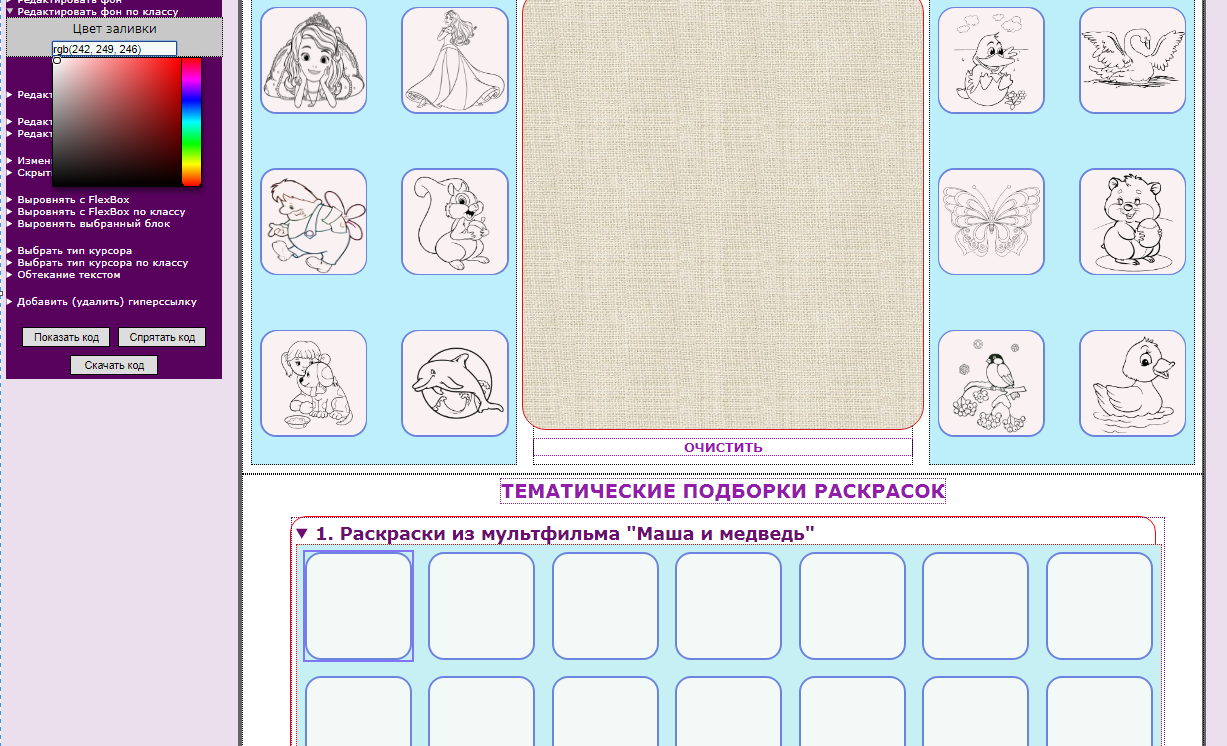 Редактировать фон
Редактировать фон по классу
Цвет заливки
rgb(242, 249, 246)
Выровнять с FlexBox
Выровнять с FlexBox по классу
Выровнять выбранный блок
Выбрать тип курсора
Выбрать тип курсора по классу
Обтекание текстом
Добавить (удалить) гиперссылку
Показать код
Спрятать код
Скачать код
ОЧИСТИТЬ
ТЕМАТИЧЕСКИЕ ПОДБОРКИ РАСКРАСОК
1. Раскраски из мультфильма "Маша и медведь"